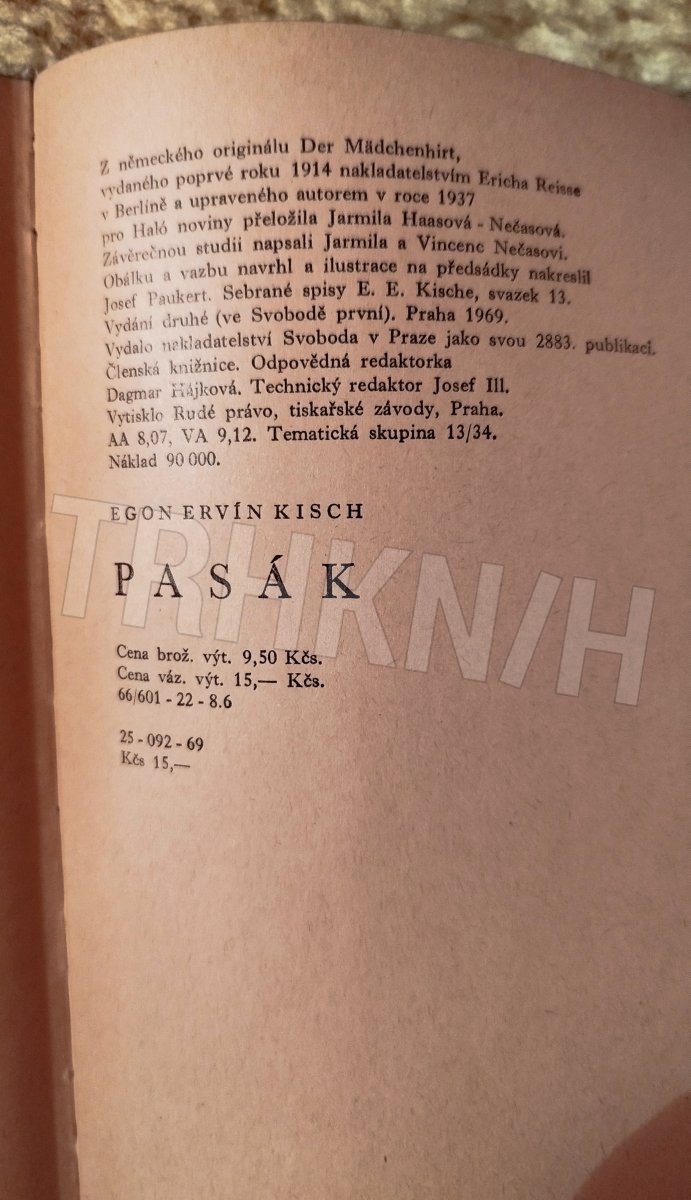 Z německého originálu Der Mädchenhirt,
vydaného poprvé roku 1914 nakladatelstvím Ericha Reisse
v Berlíně a upraveného autorem v roce 1937
pro Haló noviny přeložila Jarmila Haasová - Nečasová.
Závěrečnou studii napsali Jarmila a Vincenc Nečasovi.
Obálku a vazbu navrhl a ilustrace na předsádky nakreslil
Josef Paukert. Sebrané spisy E. E. Kische, svazek 13.
Vydání druhé (ve Svobodě první). Praha 1969.
Vydalo nakladatelství Svoboda v Praze jako svou 2883. publikaci.
Členská knižnice. Odpovědná redaktorka
Dagmar Hájková. Technický redaktor Josef Ill.
Vytisklo Rudé právo, tiskařské závody, Praha.
AA 8,07, VA 9,12. Tematická skupina 13/34.
Náklad 90 000.
EGON ERVÍN KISCH
PASÁK
TRHKN/H
Cena brož. výt. 9,50 Kčs.
Cena váz. výt. 15,— Kčs.
66/601 - 22 - 8.6
25 - 092 - 69
Kčs 15,—